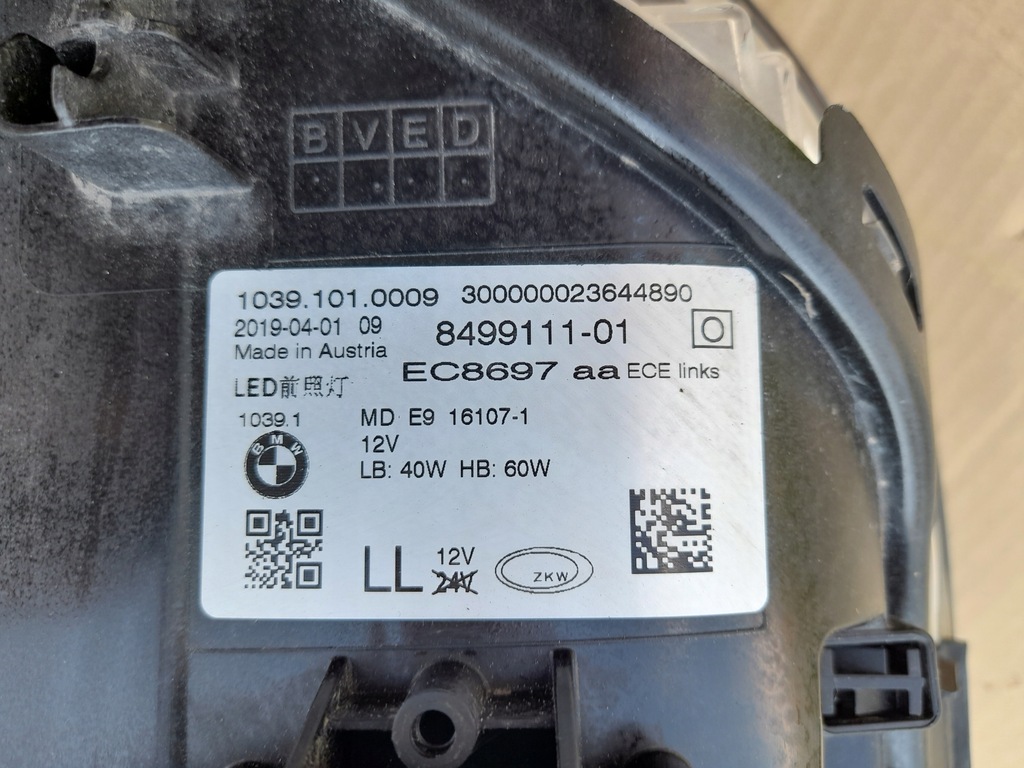 B V E D
1039.101.0009 300000023644890
2019-04-01 09 8499111-01 O
Made in Austria
EC8697 aa ECE links
LED前照灯
1039.1 MD E9 16107-1
BMW 12V
LB: 40W HB: 60W
LL 12V ZKW
24V